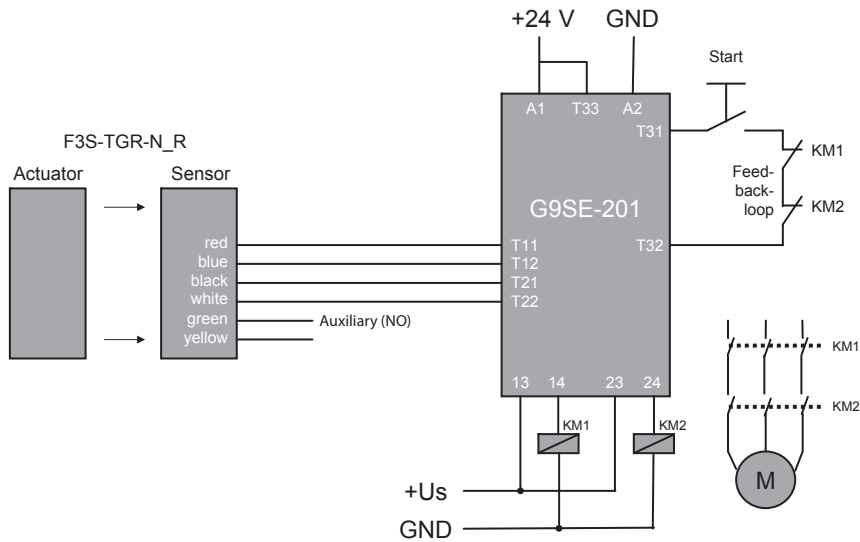 +24 V
GND
Start
A1
T33
A2
T31
F3S-TGR-N_R
Actuator
Sensor
KM1
Feed-
back-
loop
KM2
G9SE-201
red
blue
black
white
green
yellow
T11
T12
T21
T22
T32
Auxiliary (NO)
13
14
23
24
KM1
KM2
KM1
KM2
M
+Us
GND